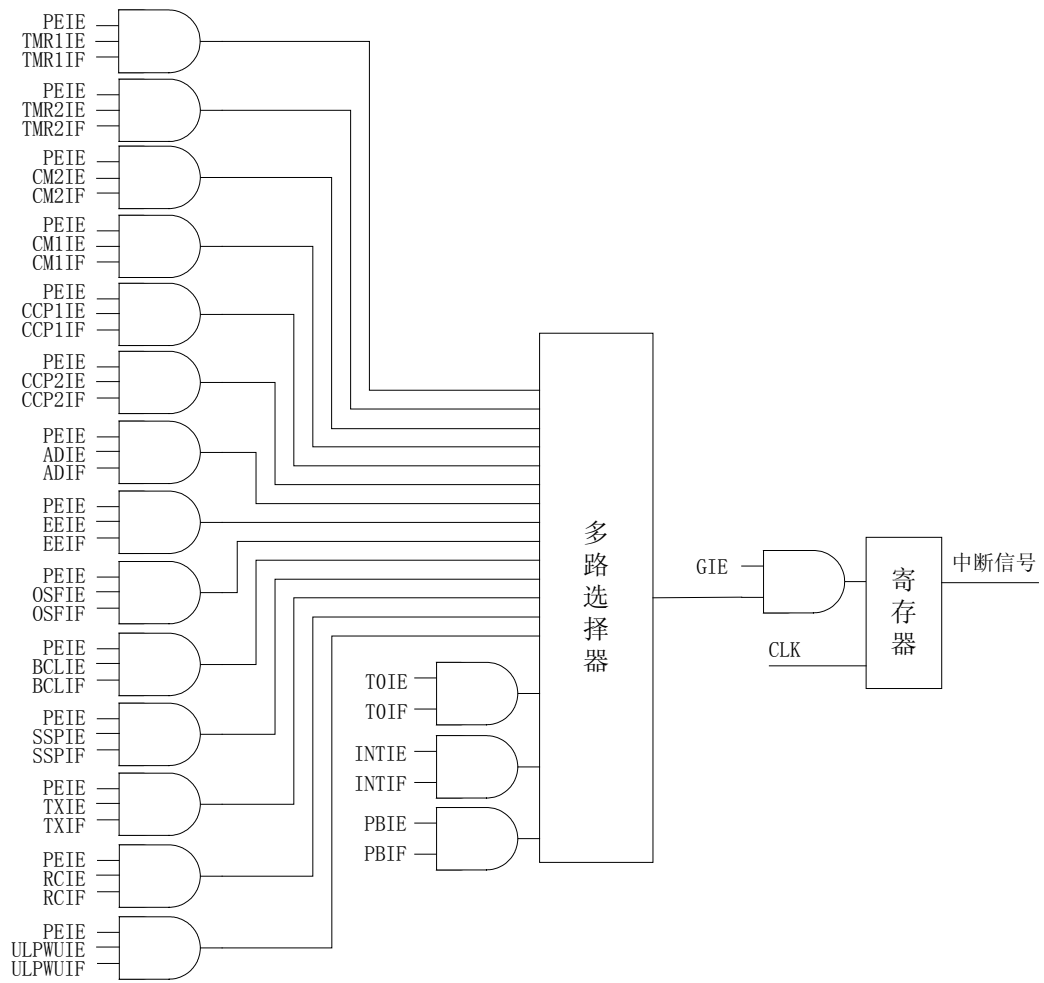 PEIE
TMR1IE
TMR1IF
PEIE
TMR2IE
TMR2IF
PEIE
CM2IE
CM2IF
PEIE
CM1IE
CM1IF
PEIE
CCP1IE
CCP1IF
PEIE
CCP2IE
CCP2IF
PEIE
ADIE
ADIF
PEIE
EEIE
EEIF
PEIE
OSFIE
OSFIF
PEIE
BCLIE
BCLIF
PEIE
SSPIE
SSPIF
PEIE
TXIE
TXIF
PEIE
RCIE
RCIF
PEIE
ULPWUIE
ULPWUIF
T0IE
T0IF
INTIE
INTIF
PBIE
PBIF
多路选择器
GIE
CLK
寄存器
中断信号